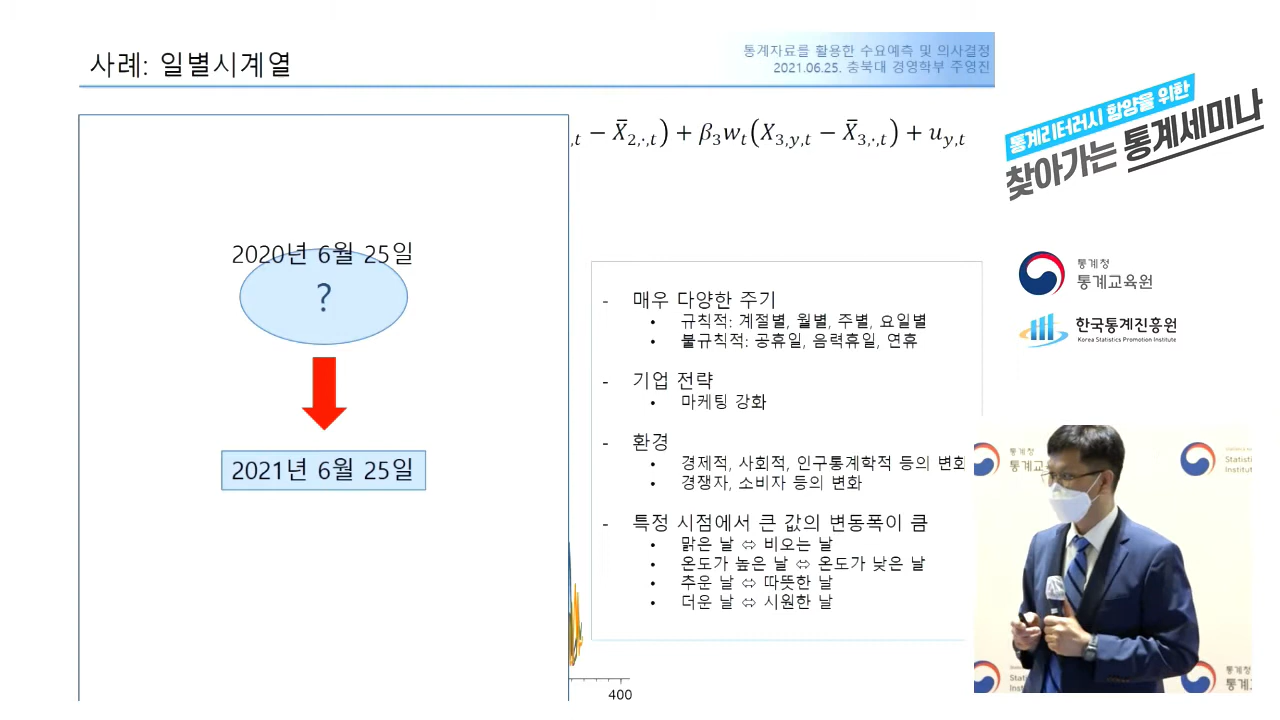 사례: 일별시계열
통계자료를 활용한 수요예측 및 의사결정
2021.06.25. 충북대 경영학부 주영진
,t − X̄2,·,t) + β3wt(X3,y,t − X̄3,·,t) + uy,t
2020년 6월 25일
?
2021년 6월 25일
- 매우 다양한 주기
• 규칙적: 계절별, 월별, 주별, 요일별
• 불규칙적: 공휴일, 음력휴일, 연휴
- 기업 전략
• 마케팅 강화
- 환경
• 경제적, 사회적, 인구통계학적 등의 변화
• 경쟁자, 소비자 등의 변화
- 특정 시점에서 큰 값의 변동폭이 큼
• 맑은 날 ⇔ 비오는 날
• 온도가 높은 날 ⇔ 온도가 낮은 날
• 추운 날 ⇔ 따뜻한 날
• 더운 날 ⇔ 시원한 날
400
통계리터러시 함양을 위한
찾아가는 통계세미나
통계청
통계교육원
한국통계진흥원
Korea Statistics Promotion Institute
통계청
통계교
Statisti
Institut
Stat
Inst
통계청
통계